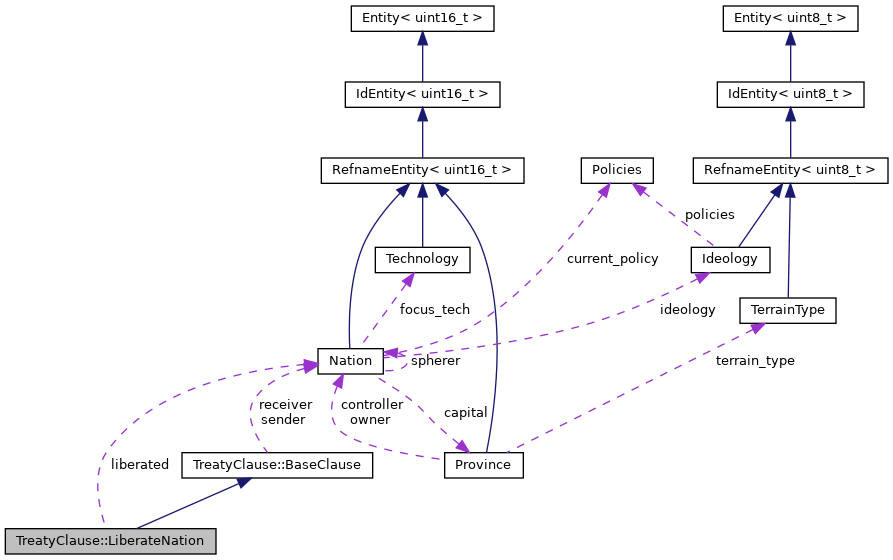 Entity< uint16_t >
Entity< uint8_t >
IdEntity< uint16_t >
IdEntity< uint8_t >
RefnameEntity< uint16_t >
Policies
RefnameEntity< uint8_t >
policies
Technology
current_policy
Ideology
focus_tech
ideology
TerrainType
Nation
spherer
terrain_type
receiver
sender
controller
owner
capital
liberated
TreatyClause::BaseClause
Province
TreatyClause::LiberateNation